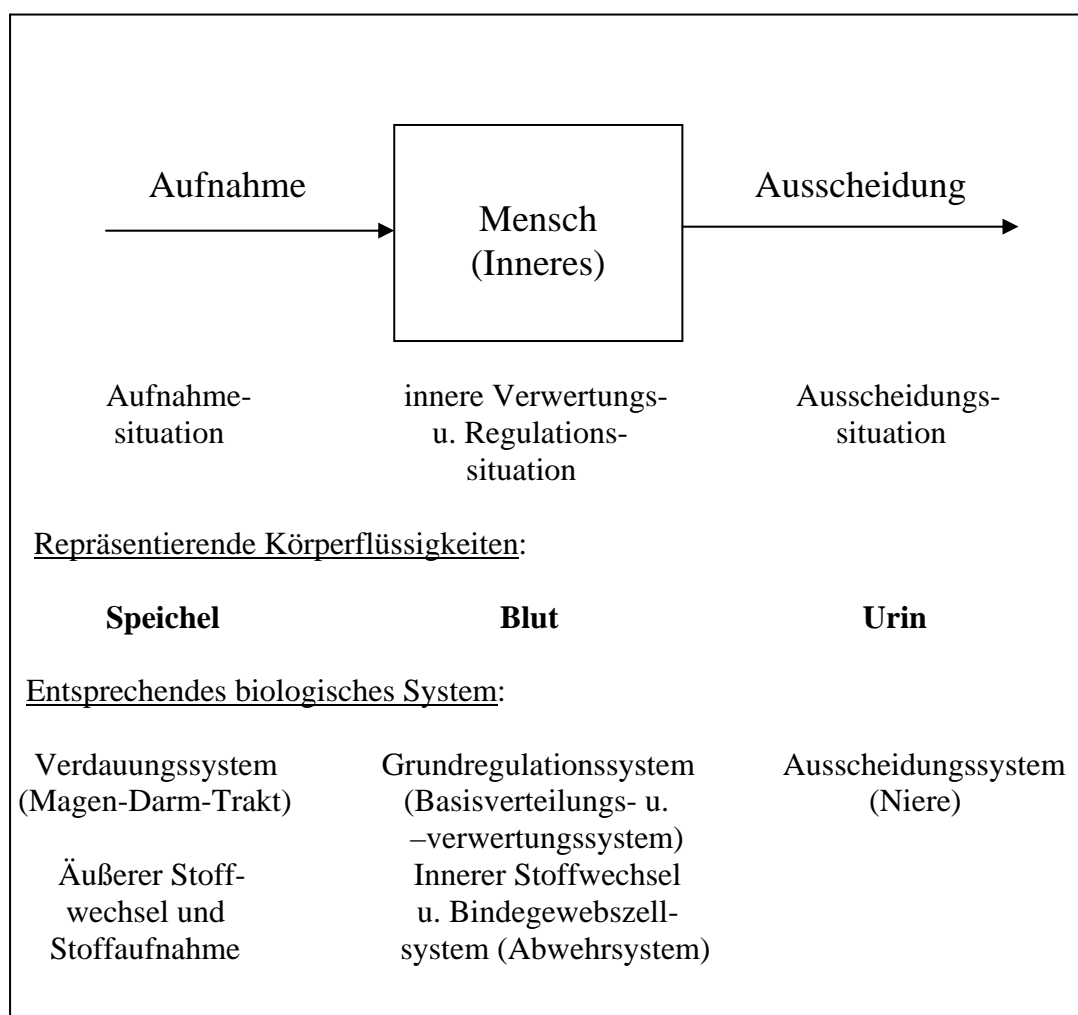 Aufnahme
Mensch
(Inneres)
Ausscheidung
Aufnahme-
situation
innere Verwertungs-
u. Regulations-
situation
Ausscheidungs-
situation
Repräsentierende Körperflüssigkeiten:
Speichel
Blut
Urin
Entsprechendes biologisches System:
Verdauungssystem
(Magen-Darm-Trakt)
Äußerer Stoff-
wechsel und
Stoffaufnahme
Grundregulationssystem
(Basisverteilungs- u.
–verwertungssystem)
Innerer Stoffwechsel
u. Bindegewebszell-
system (Abwehrsystem)
Ausscheidungssystem
(Niere)